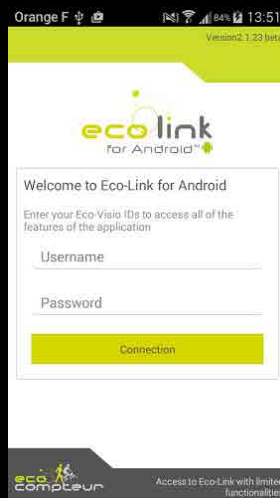 Orange F 84% 13:51
Version2.1.23 beta
eco link
for Android™
Welcome to Eco-Link for Android
Enter your Eco-Visio IDs to access all of the
features of the application
Username
Password
Connection
eco
compteur
Access to Eco-Link with limited
functionalities